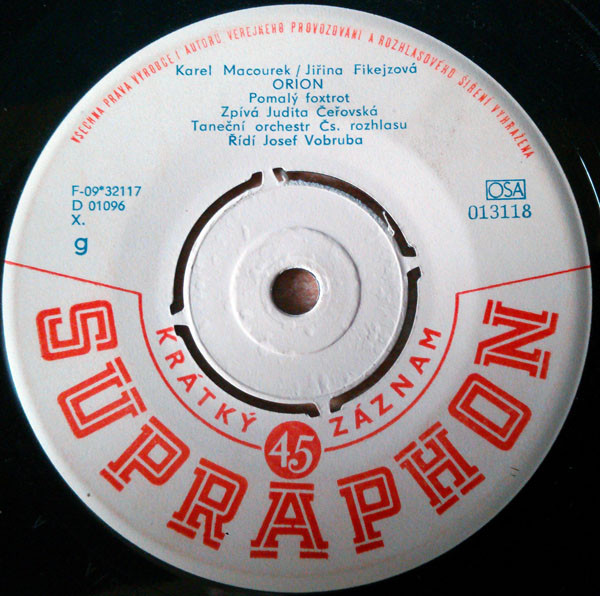 VŠECHNA PRÁVA VÝROBCE I AUTORŮ VEŘEJNÉHO PROVOZOVÁNÍ A ROZHLASOVÉHO ŠÍŘENÍ VYHRAŽENA
Karel Macourek / Jiřina Fikejzová
ORION
Pomalý foxtrot
Zpívá Judita Čeřovská
Taneční orchestr Čs. rozhlasu
Řídí Josef Vobruba
F-09*32117
D 01096
X.
g
OSA
013118
KRÁTKÝ
45
ZÁZNAM
SUPRAPHON